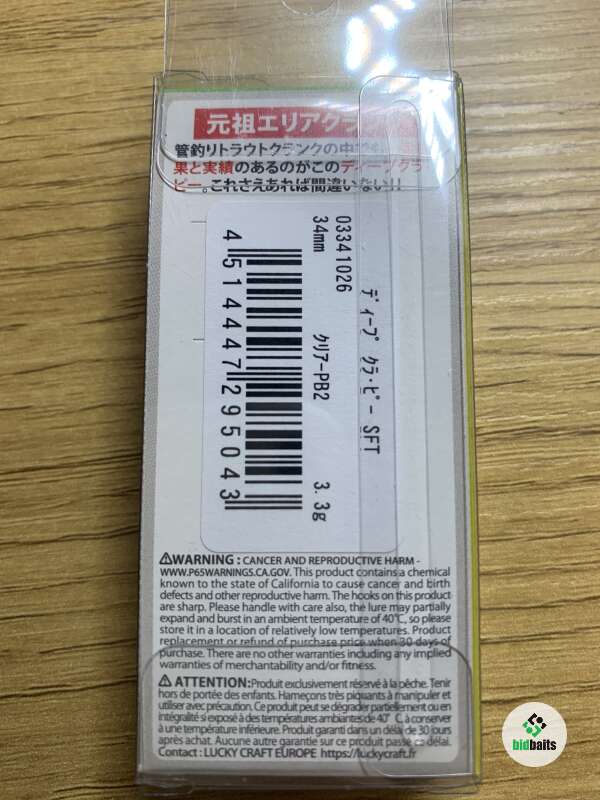 元祖エリアクラ
管釣りトラウトクランクの中で
果と実績のあるのがこのディープクラ
ピー。これさえあれば間違いない!!
ディープ クラ・ピー SFT
03341026
34mm クリアーPB2 3.3g
4514447295043
⚠WARNING : CANCER AND REPRODUCTIVE HARM -
WWW.P65WARNINGS.CA.GOV. This product contains a chemical
known to the state of California to cause cancer and birth
defects and other reproductive harm. The hooks on this product
are sharp. Please handle with care also, the lure may partially
expand and burst in an ambient temperature of 40℃, so please
store it in a location of relatively low temperatures. Product
replacement or refund of purchase price when 30 days of
purchase. There are no other warranties including any implied
warranties of merchantability and/or fitness.
⚠ ATTENTION:Produit exclusivement réservé à la pêche. Tenir
hors de portée des enfants. Hameçons très piquants à manipuler et
utiliser avec précaution. Ce produit peut se dégrader partiellement ou en
intégralité si exposé à des températures ambiantes de 40° C, à conserver
à une température inférieure. Produit garanti dans un délai de 30 jours
après achat. Aucune autre garantie sur ce produit passé ce délai.
Contact : LUCKY CRAFT EUROPE https://luckycraft.fr
bidbaits